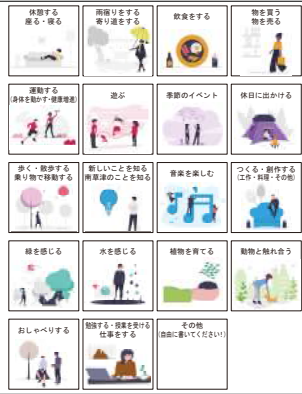 休憩する
座る・寝る
雨宿りをする
寄り道をする
飲食をする
物を買う
物を売る
運動する
(身体を動かす・健康増進)
遊ぶ
季節のイベント
休日に出かける
歩く・散歩する
乗り物で移動する
新しいことを知る
南草津のことを知る
音楽を楽しむ
つくる・創作する
(工作・料理・その他)
緑を感じる
水を感じる
植物を育てる
動物と触れ合う
おしゃべりする
勉強する・授業を受ける
仕事をする
その他
(自由に書いてください！)